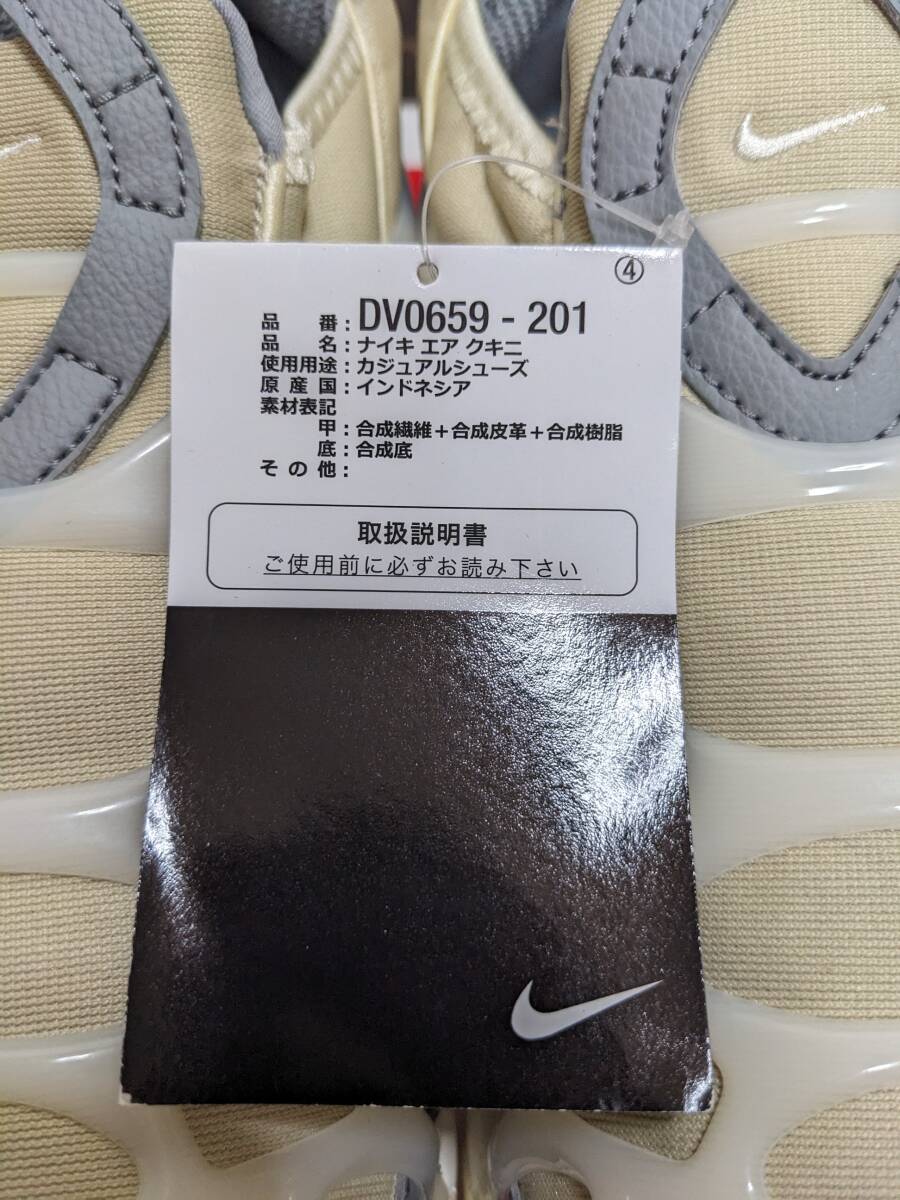 ④
品番：DV0659 - 201
品名：ナイキ エア クキニ
使用用途：カジュアルシューズ
原産国：インドネシア
素材表記
甲：合成繊維＋合成皮革＋合成樹脂
底：合成底
その他：
取扱説明書
ご使用前に必ずお読み下さい